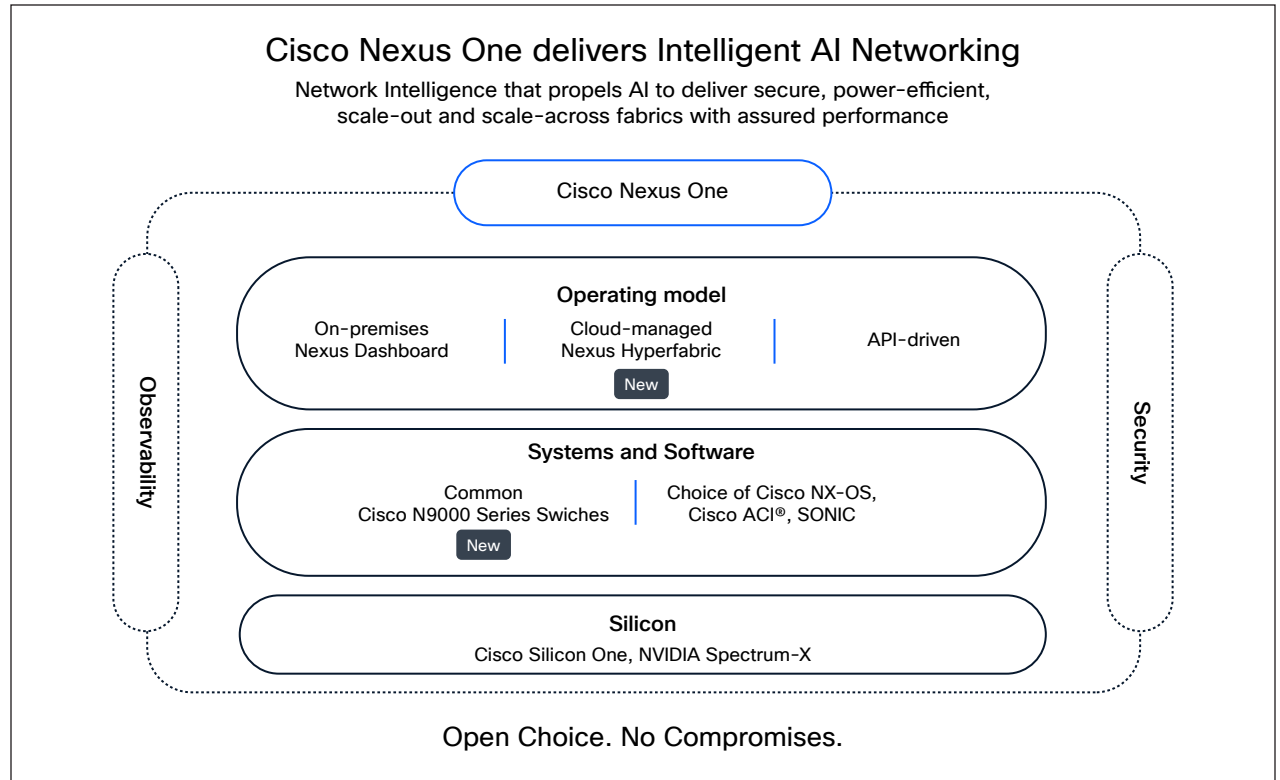 Cisco Nexus One delivers Intelligent AI Networking
Network Intelligence that propels AI to deliver secure, power-efficient,
scale-out and scale-across fabrics with assured performance
Cisco Nexus One
Observability
Operating model
On-premises
Nexus Dashboard
Cloud-managed
Nexus Hyperfabric
New
API-driven
Systems and Software
Common
Cisco N9000 Series Swiches
New
Choice of Cisco NX-OS,
Cisco ACI®, SONIC
Silicon
Cisco Silicon One, NVIDIA Spectrum-X
Security
Open Choice. No Compromises.